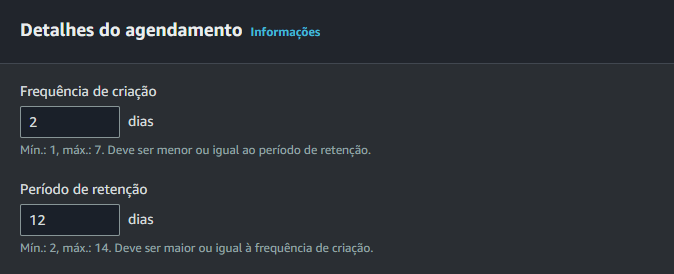 Detalhes do agendamento Informações
Frequência de criação
2 dias
Mín.: 1, máx.: 7. Deve ser menor ou igual ao período de retenção.
Período de retenção
12 dias
Mín.: 2, máx.: 14. Deve ser maior ou igual à frequência de criação.